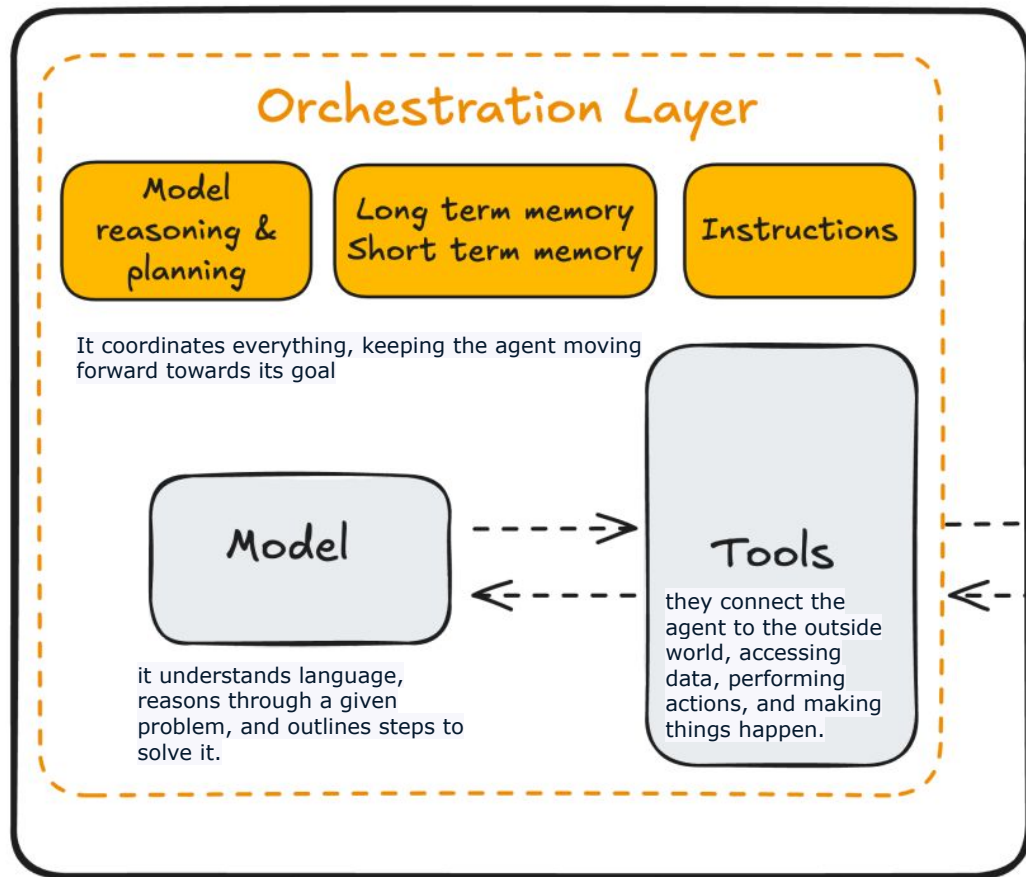 Orchestration Layer
Model
reasoning &
planning
Long term memory
Short term memory
Instructions
It coordinates everything, keeping the agent moving
forward towards its goal
Model
it understands language,
reasons through a given
problem, and outlines steps to
solve it.
Tools
they connect the
agent to the outside
world, accessing
data, performing
actions, and making
things happen.